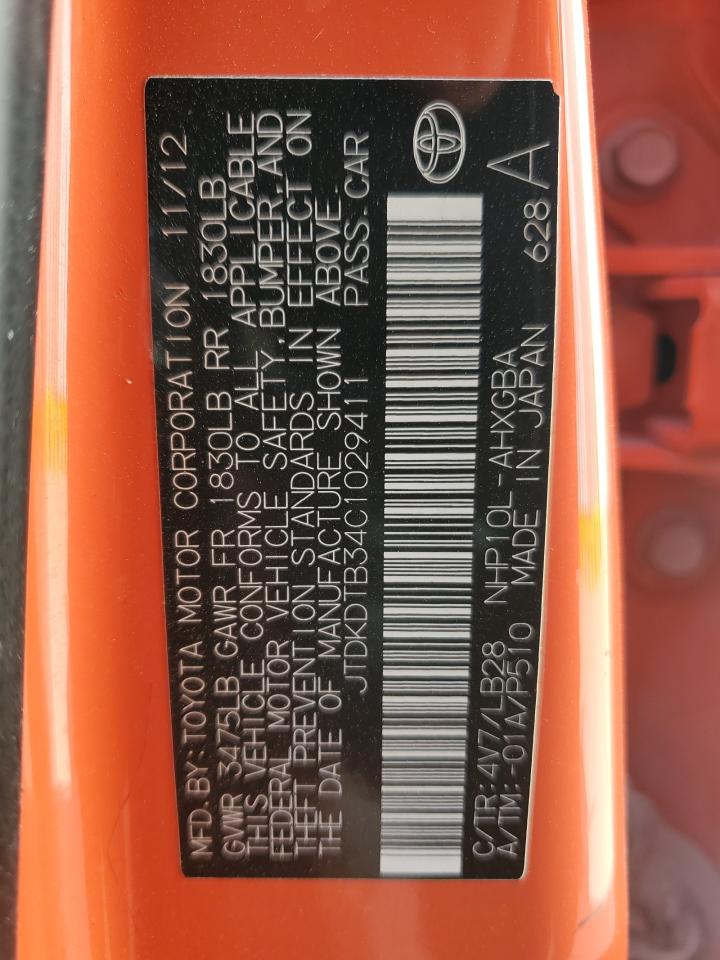 MFD. BY: TOYOTA MOTOR CORPORATION 11/12
GVWR 3475LB GAWR FR 1830LB RR 1830LB
THIS VEHICLE CONFORMS TO ALL APPLICABLE
FEDERAL MOTOR VEHICLE SAFETY, BUMPER, AND
THEFT PREVENTION STANDARDS IN EFFECT ON
THE DATE OF MANUFACTURE SHOWN ABOVE.
JTDKDTB34C1029411 PASS. CAR
C/TR: 4V7/LB28 NHP10L-AHXGBA 628 A
A/TM: -01A/P510 MADE IN JAPAN